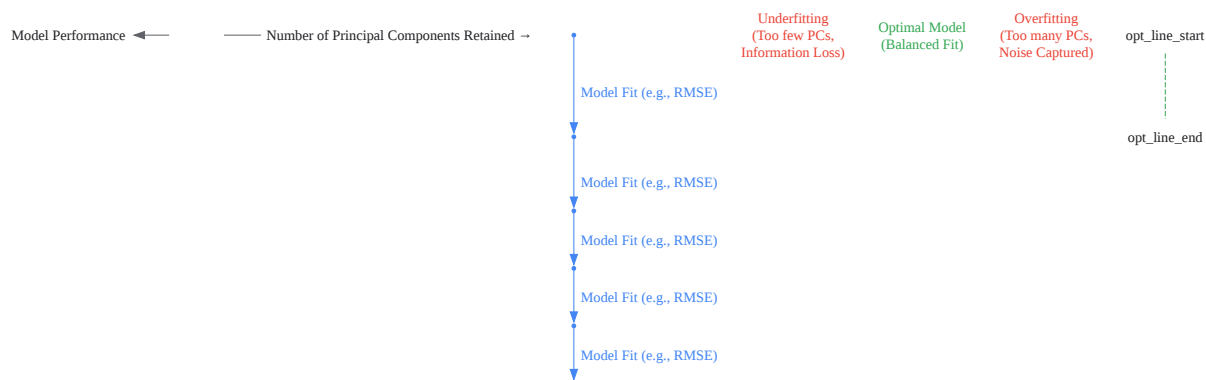 Model Performance
Number of Principal Components Retained →
Underfitting
(Too few PCs,
Information Loss)
Optimal Model
(Balanced Fit)
Overfitting
(Too many PCs,
Noise Captured)
opt_line_start
Model Fit (e.g., RMSE)
opt_line_end
Model Fit (e.g., RMSE)
Model Fit (e.g., RMSE)
Model Fit (e.g., RMSE)
Model Fit (e.g., RMSE)